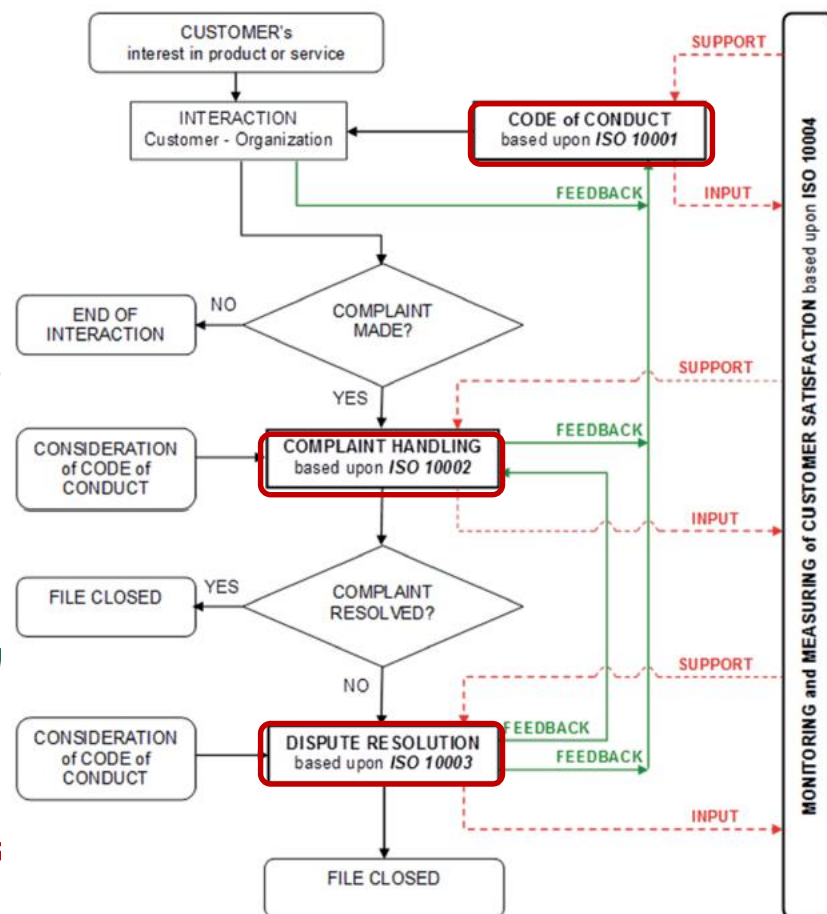 CUSTOMER's
interest in product or service
SUPPORT
INTERACTION
Customer - Organization
CODE of CONDUCT
based upon ISO 10001
FEEDBACK
INPUT
END OF
INTERACTION
NO
COMPLAINT
MADE?
SUPPORT
YES
CONSIDERATION
of CODE of
CONDUCT
COMPLAINT HANDLING
based upon ISO 10002
FEEDBACK
INPUT
FILE CLOSED
YES
COMPLAINT
RESOLVED?
SUPPORT
NO
CONSIDERATION
of CODE of
CONDUCT
DISPUTE RESOLUTION
based upon ISO 10003
FEEDBACK
FEEDBACK
INPUT
FILE CLOSED
MONITORING and MEASURING of CUSTOMER SATISFACTION based upon ISO 10004